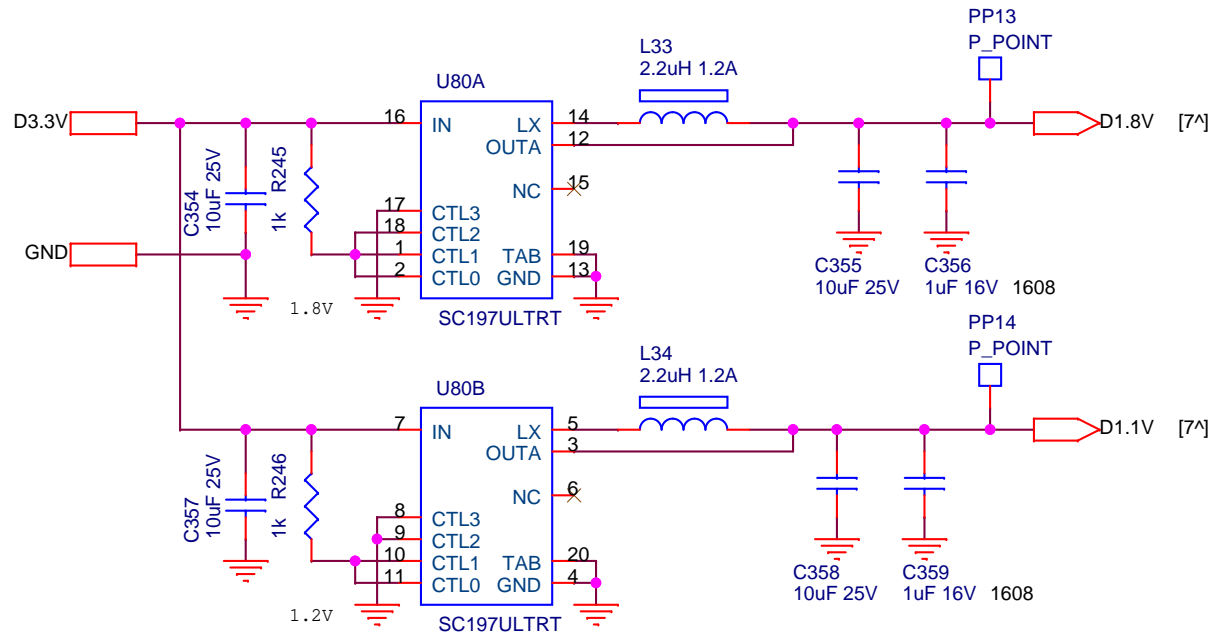 PP13
P_POINT
L33
2.2uH 1.2A
U80A
D3.3V
16
IN
LX
14
OUTA
12
D1.8V
[7^]
C354
10uF 25V
R245
1k
NC
15
17
CTL3
18
CTL2
1
CTL1
2
CTL0
TAB
19
GND
13
GND
C355
10uF 25V
C356
1uF 16V
1608
1.8V
SC197ULTRT
PP14
P_POINT
L34
2.2uH 1.2A
U80B
7
IN
LX
5
OUTA
3
D1.1V
[7^]
C357
10uF 25V
R246
1k
NC
6
8
CTL3
9
CTL2
10
CTL1
11
CTL0
TAB
20
GND
4
C358
10uF 25V
C359
1uF 16V
1608
1.2V
SC197ULTRT